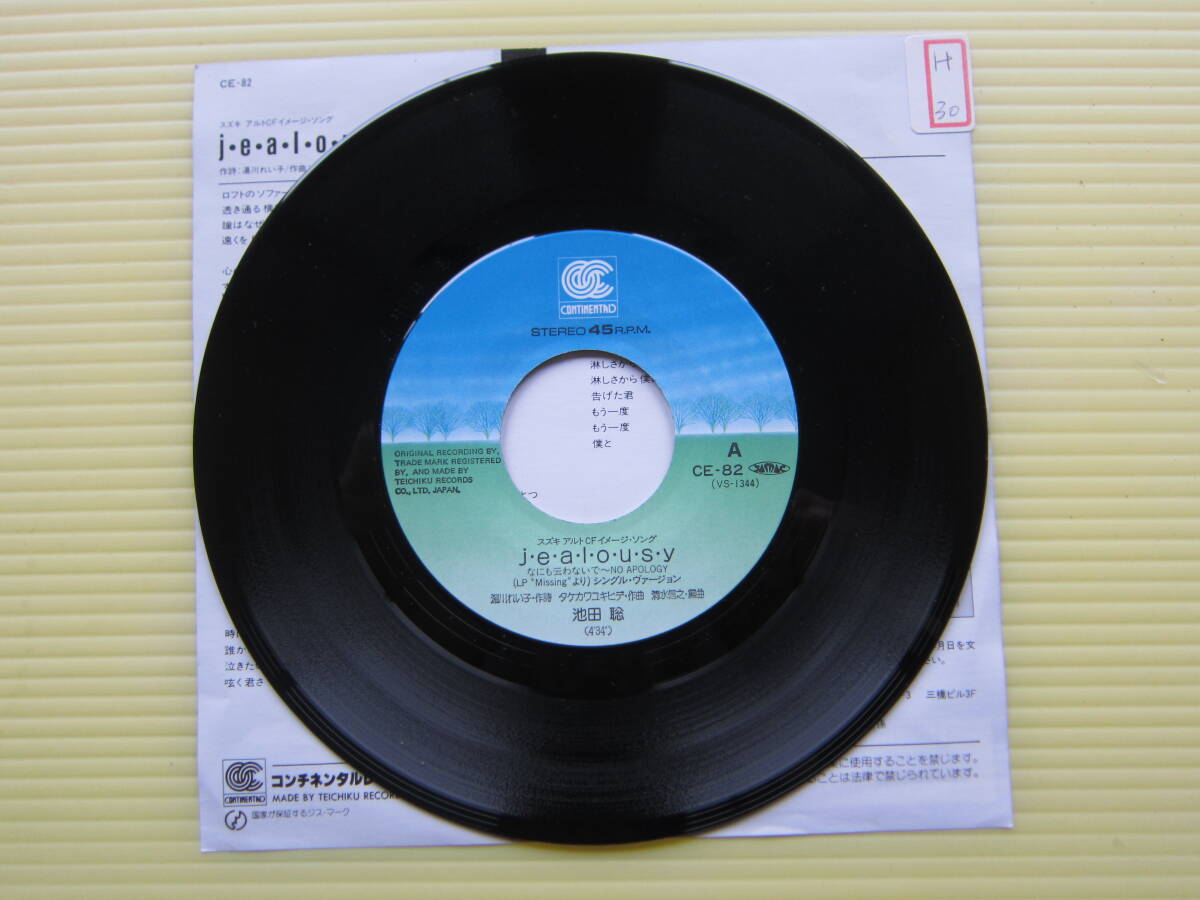 CE-82
スズキ アルトCFイメージ・ソング
j・e・a・l・o・
作詩:湯川れい子/作曲
ロフトのソファー
透き通る横
瞳はなぜ
遠くを
H
30
CONTINENTAL
STEREO 45 R.P.M.
淋しさから
淋しさから僕
告げた君
もう一度
もう一度
僕と
とつ
ORIGINAL RECORDING BY,
TRADE MARK REGISTERED
BY, AND MADE BY
TEICHIKU RECORDS
CO., LTD. JAPAN.
A
CE-82
(VS-1344)
スズキ アルトCFイメージ・ソング
j・e・a・l・o・u・s・y
なにも云わないで〜NO APOLOGY
(LP "Missing"より) シングル・ヴァージョン
湯川れい子・作詩 タケカワユキヒデ・作曲 清水信之・編曲
池田 聡
(4'34")
時
誰か
泣きた
呟く君さ
月日を文
さい。
3 三橋ビル3F
に使用することを禁じます。
ことは法律で禁じられています。
CONTINENTAL
コンチネンタル
MADE BY TEICHIKU RECOR
国家が保証するジス・マーク